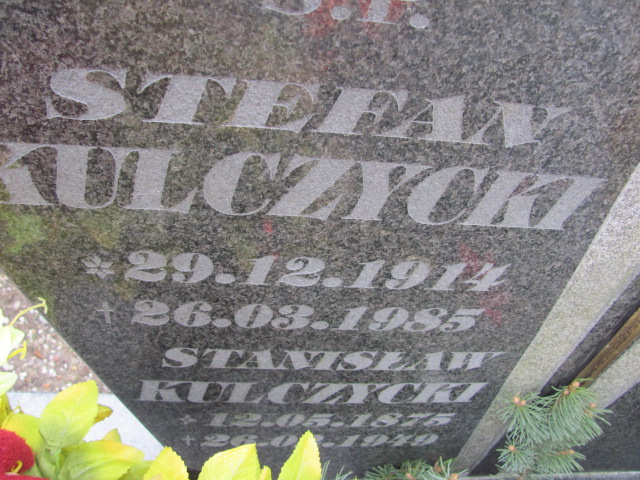 Ś.P.
STEFAN
KULCZYCKI
* 29.12.1914
† 26.03.1985
STANISŁAW
KULCZYCKI
* 12.05.1875